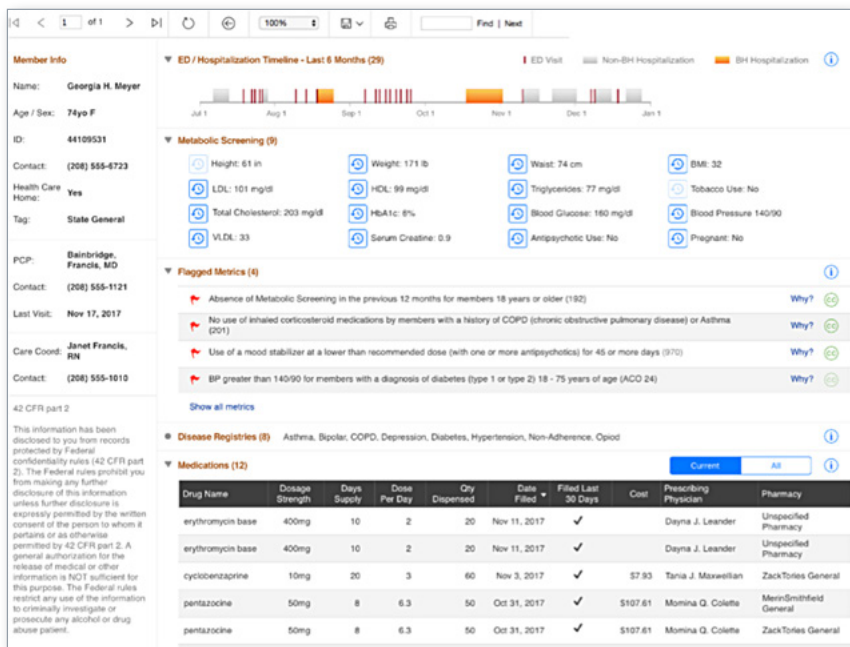 1 of 1 100% Find | Next
Member Info
Name: Georgia H. Meyer
Age / Sex: 74yo F
ID: 44109531
Contact: (208) 555-6723
Health Care Home: Yes
Tag: State General
PCP: Bainbridge, Francis, MD
Contact: (208) 555-1121
Last Visit: Nov 17, 2017
Care Coord: Janet Francis, RN
Contact: (208) 555-1010
42 CFR part 2
This information has been
disclosed to you from records
protected by Federal
confidentiality rules (42 CFR part
2). The Federal rules prohibit you
from making any further
disclosure of this information
unless further disclosure is
expressly permitted by the written
consent of the person to whom it
pertains or as otherwise
permitted by 42 CFR part 2. A
general authorization for the
release of medical or other
information is NOT sufficient for
this purpose. The Federal rules
restrict any use of the information
to criminally investigate or
prosecute any alcohol or drug
abuse patient.
ED / Hospitalization Timeline - Last 6 Months (29) ED Visit Non-BH Hospitalization BH Hospitalization
Jul 1 Aug 1 Sep 1 Oct 1 Nov 1 Dec 1 Jan 1
Metabolic Screening (9)
Height: 61 in Weight: 171 lb Waist: 74 cm BMI: 32
LDL: 101 mg/dl HDL: 99 mg/dl Triglycerides: 77 mg/dl Tobacco Use: No
Total Cholesterol: 203 mg/dl HbA1c: 6% Blood Glucose: 160 mg/dl Blood Pressure 140/90
VLDL: 33 Serum Creatine: 0.9 Antipsychotic Use: No Pregnant: No
Flagged Metrics (4)
Absence of Metabolic Screening in the previous 12 months for members 18 years or older (192) Why? cc
No use of inhaled corticosteroid medications by members with a history of COPD (chronic obstructive pulmonary disease) or Asthma
(201) Why? cc
Use of a mood stabilizer at a lower than recommended dose (with one or more antipsychotics) for 45 or more days (970) Why? cc
BP greater than 140/90 for members with a diagnosis of diabetes (type 1 or type 2) 18 - 75 years of age (ACO 24) Why? cc
Show all metrics
Disease Registries (8) Asthma, Bipolar, COPD, Depression, Diabetes, Hypertension, Non-Adherence, Opiod
Medications (12) Current All
Drug Name Dosage Strength Days Supply Dose Per Day Qty Dispensed Date Filled Filled Last 30 Days Cost Prescribing Physician Pharmacy
erythromycin base 400mg 10 2 20 Nov 11, 2017 ✓ Dayna J. Leander Unspecified Pharmacy
erythromycin base 400mg 10 2 20 Nov 11, 2017 ✓ Dayna J. Leander Unspecified Pharmacy
cyclobenzaprine 10mg 20 3 60 Nov 3, 2017 ✓ $7.93 Tania J. Maxwellian ZackTories General
pentazocine 50mg 8 6.3 50 Oct 31, 2017 ✓ $107.61 Momina Q. Colette MerinSmithfield General
pentazocine 50mg 8 6.3 50 Oct 31, 2017 ✓ $107.61 Momina Q. Colette ZackTories General